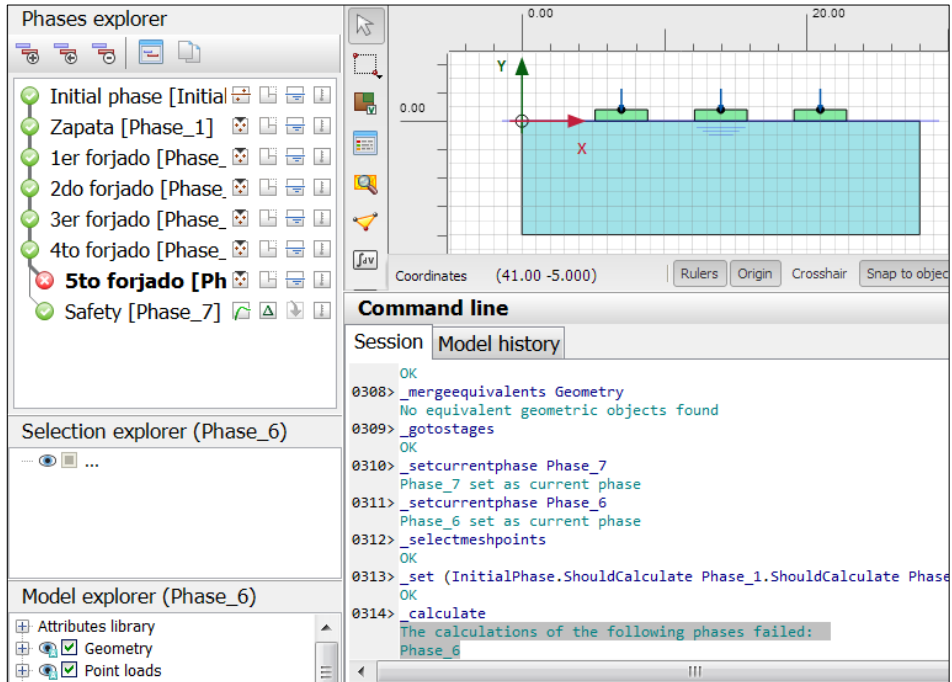 Phases explorer
Initial phase [Initial
Zapata [Phase_1]
1er forjado [Phase_
2do forjado [Phase_
3er forjado [Phase_
4to forjado [Phase_
5to forjado [Ph
Safety [Phase_7]
Selection explorer (Phase_6)
...
Model explorer (Phase_6)
Attributes library
Geometry
Point loads
0.00
20.00
0.00
Y
X
∫dv
Coordinates (41.00 -5.000)
Rulers Origin Crosshair Snap to objec
Command line
Session Model history
OK
0308> _mergeequivalents Geometry
No equivalent geometric objects found
0309> _gotostages
OK
0310> _setcurrentphase Phase_7
Phase_7 set as current phase
0311> _setcurrentphase Phase_6
Phase_6 set as current phase
0312> _selectmeshpoints
OK
0313> _set (InitialPhase.ShouldCalculate Phase_1.ShouldCalculate Phase
OK
0314> _calculate
The calculations of the following phases failed:
Phase_6